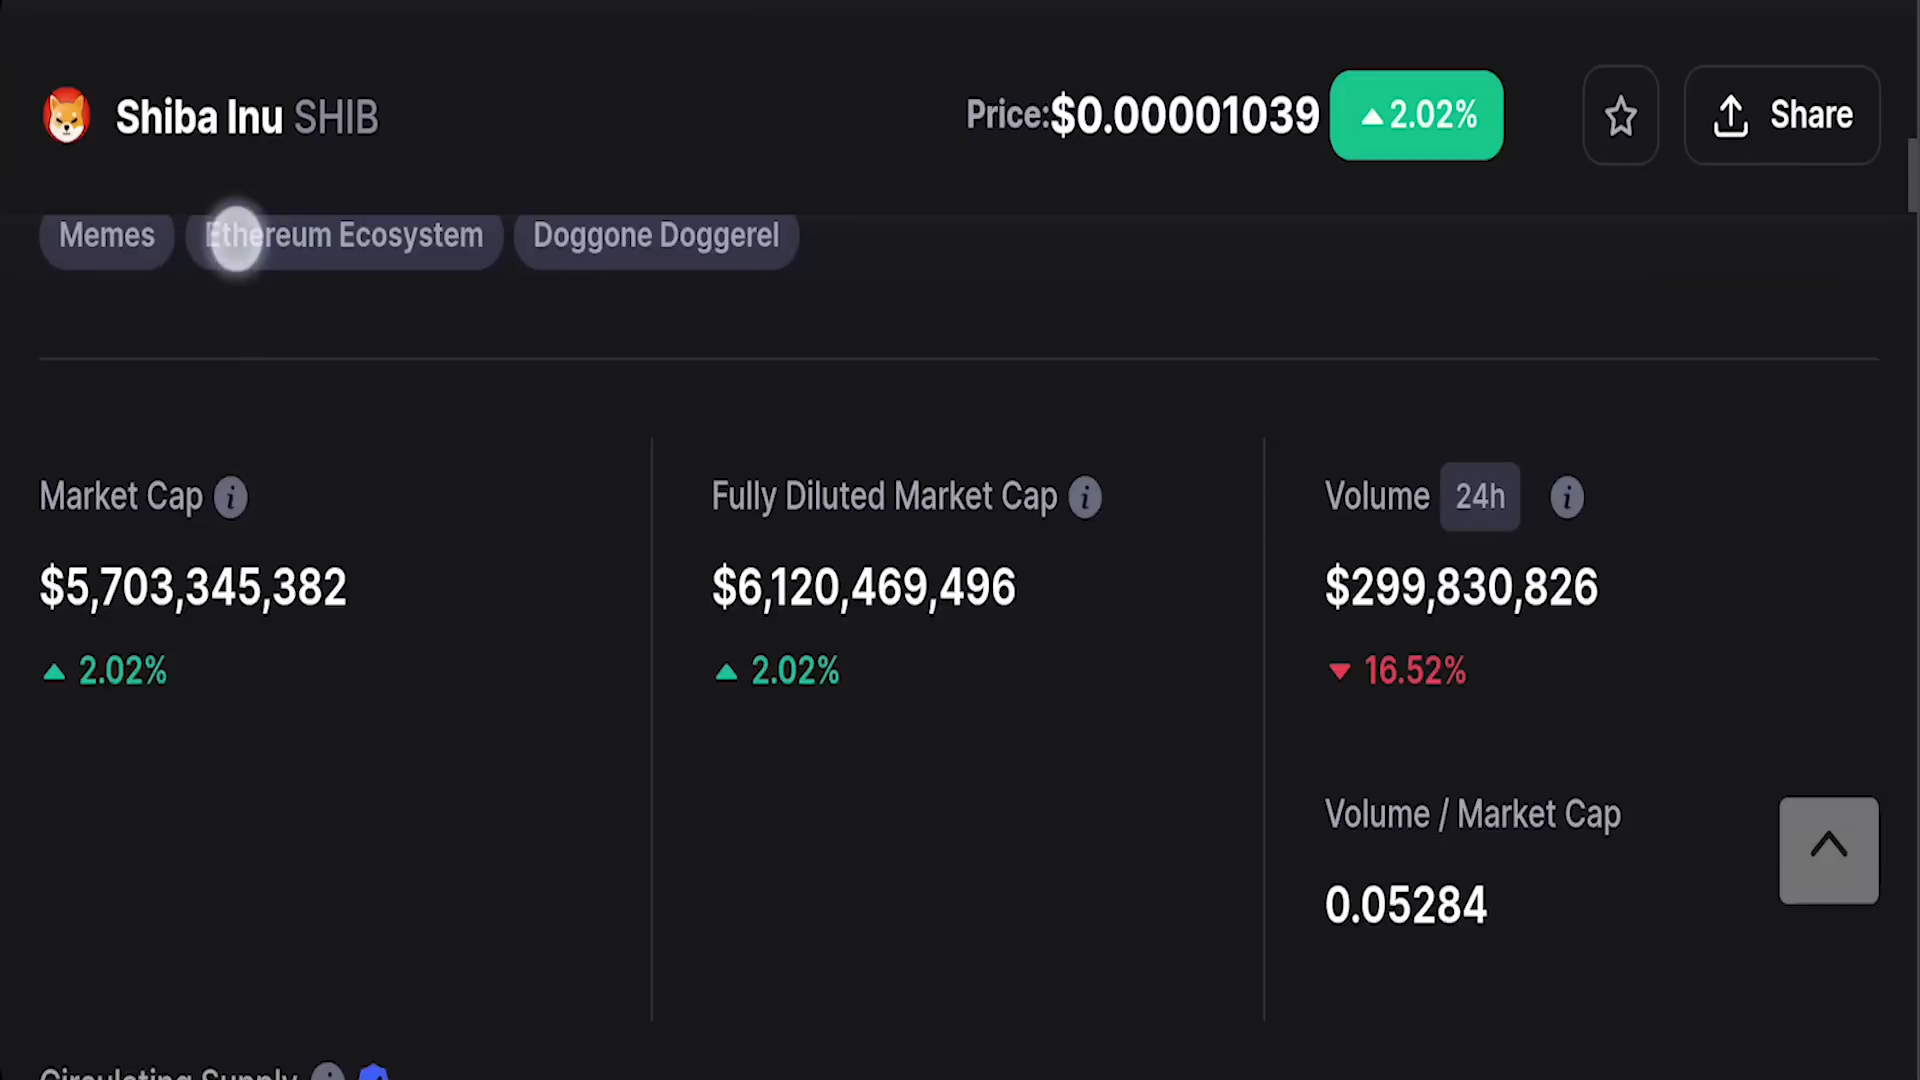 Shiba Inu SHIB
Price:$0.00001039 ▲2.02%
Share
Memes
Ethereum Ecosystem
Doggone Doggerel
Market Cap i
$5,703,345,382
▲ 2.02%
Fully Diluted Market Cap i
$6,120,469,496
▲ 2.02%
Volume 24h i
$299,830,826
▼ 16.52%
Volume / Market Cap
0.05284
Circulating Supply